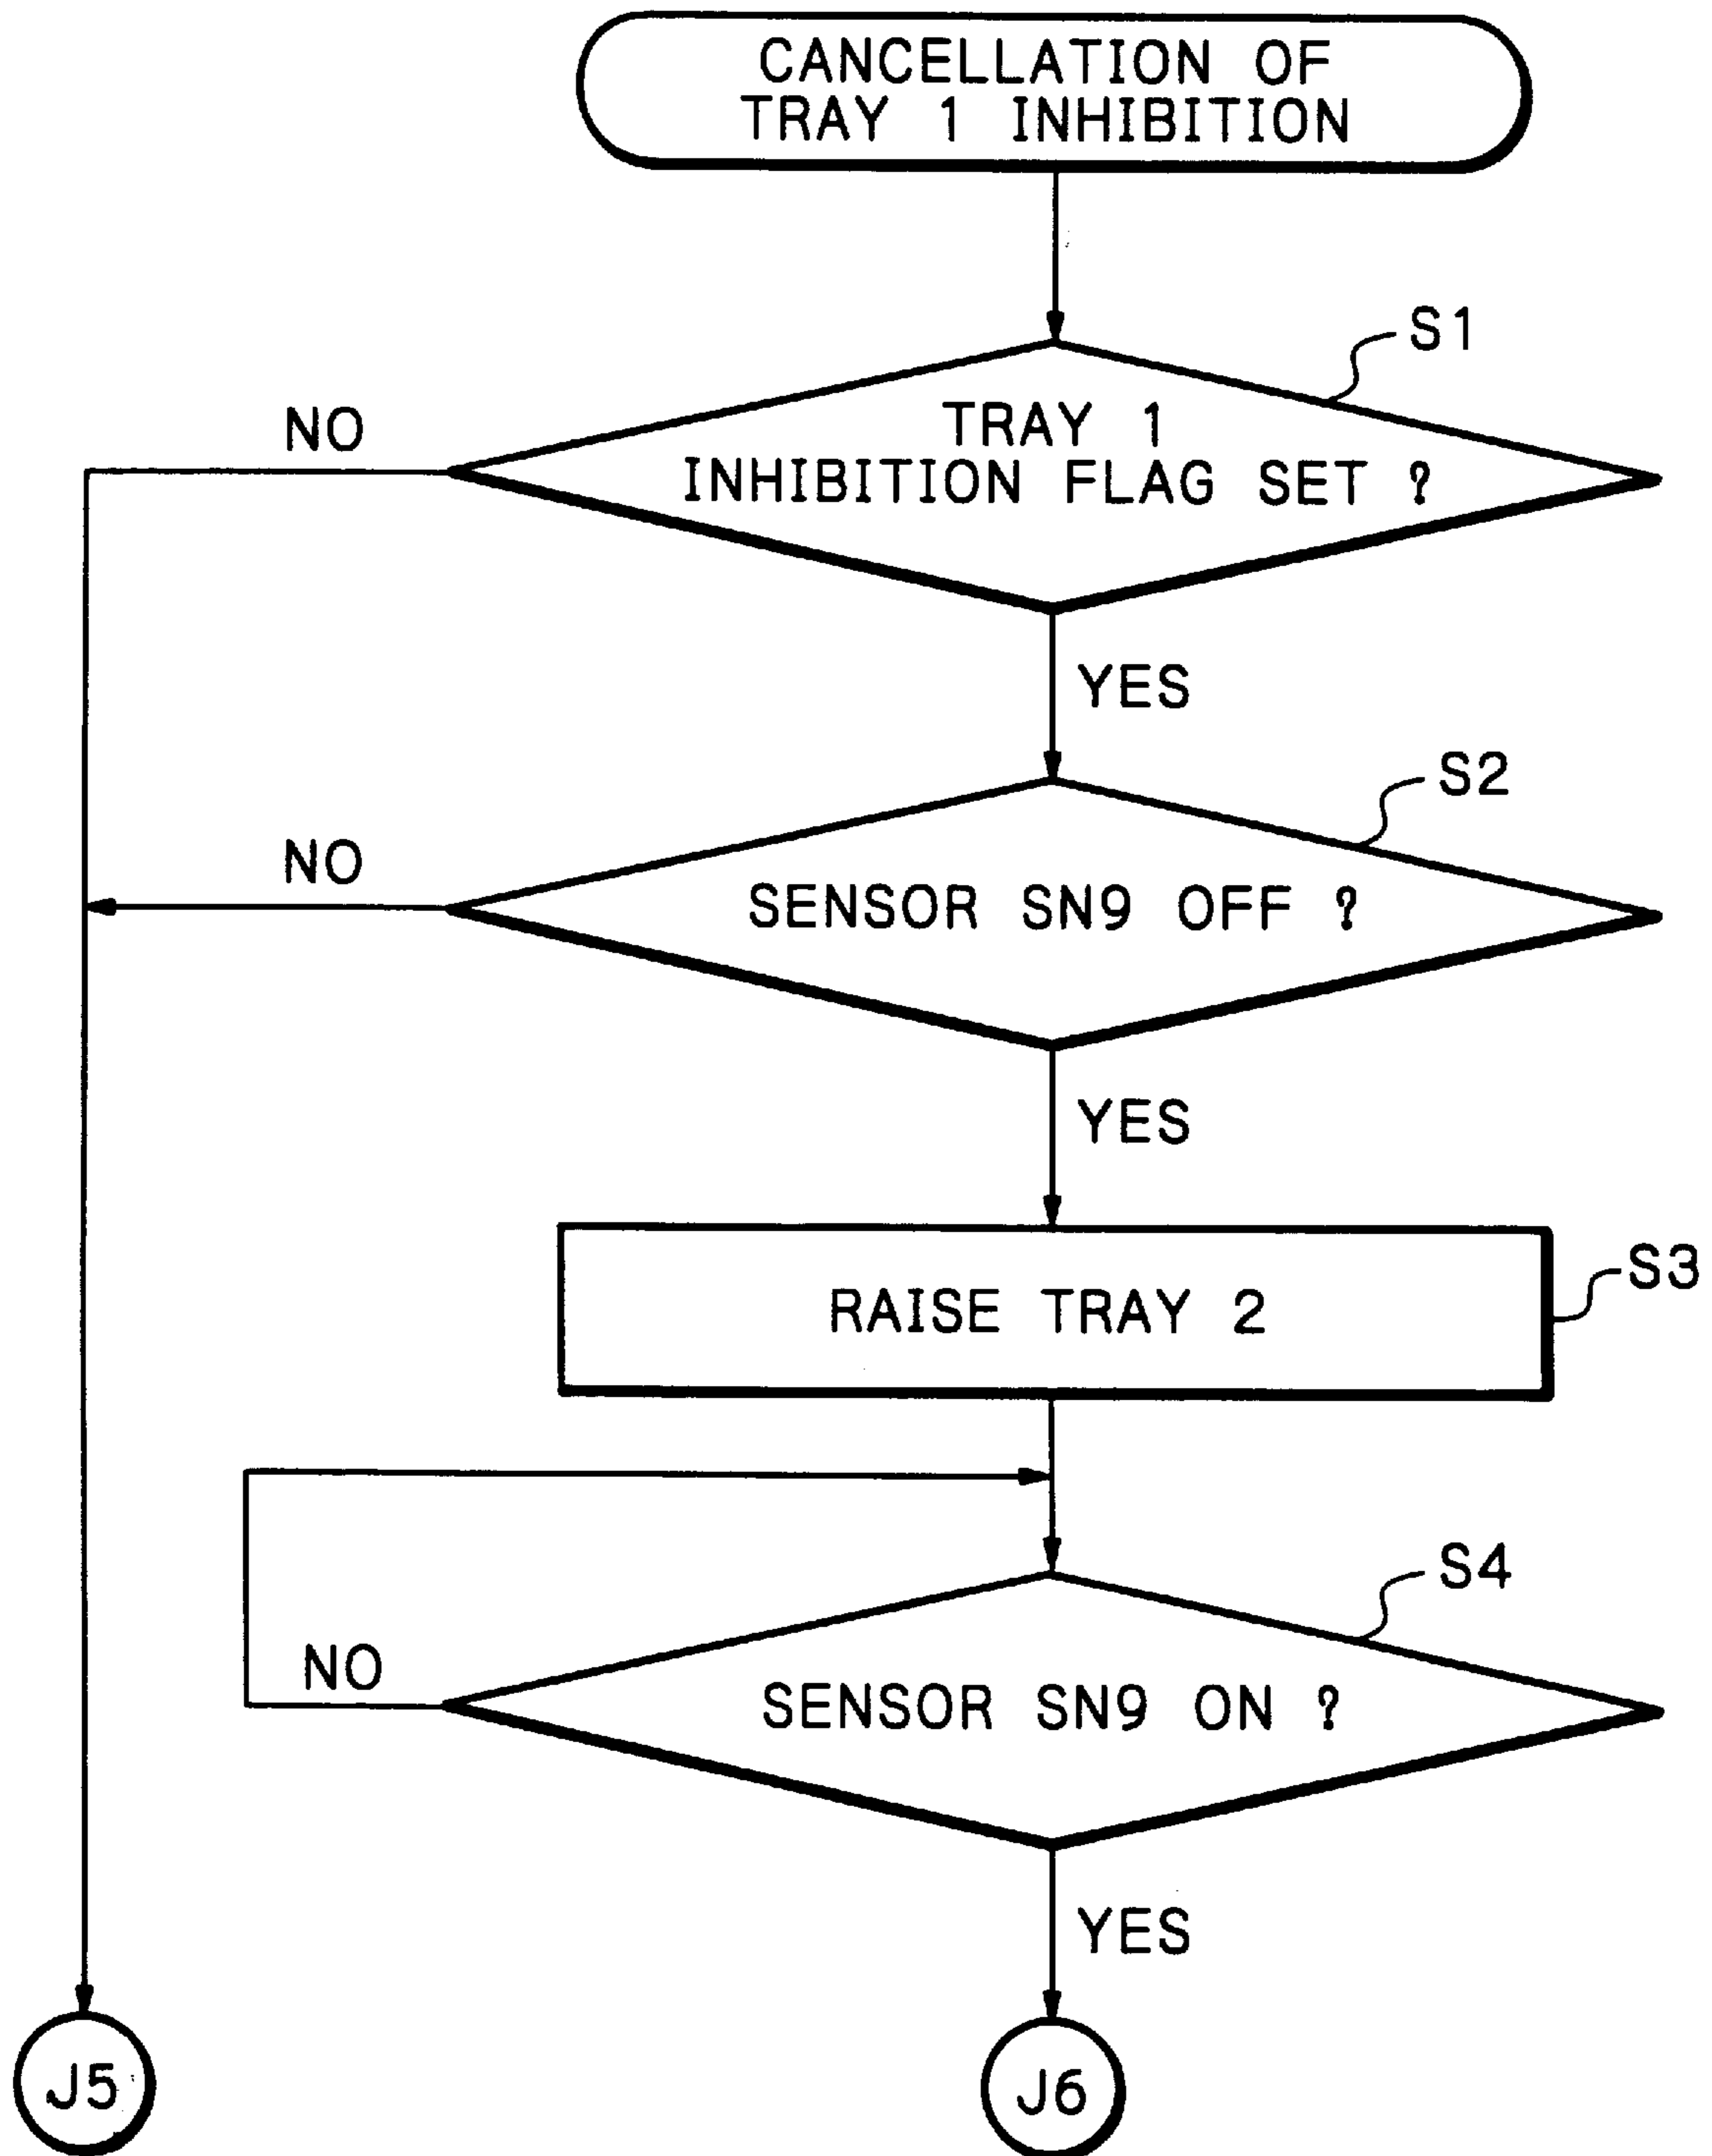 CANCELLATION OF
TRAY 1 INHIBITION
S1
NO
TRAY 1
INHIBITION FLAG SET ?
YES
S2
NO
SENSOR SN9 OFF ?
YES
S3
RAISE TRAY 2
S4
NO
SENSOR SN9 ON ?
YES
J5
J6